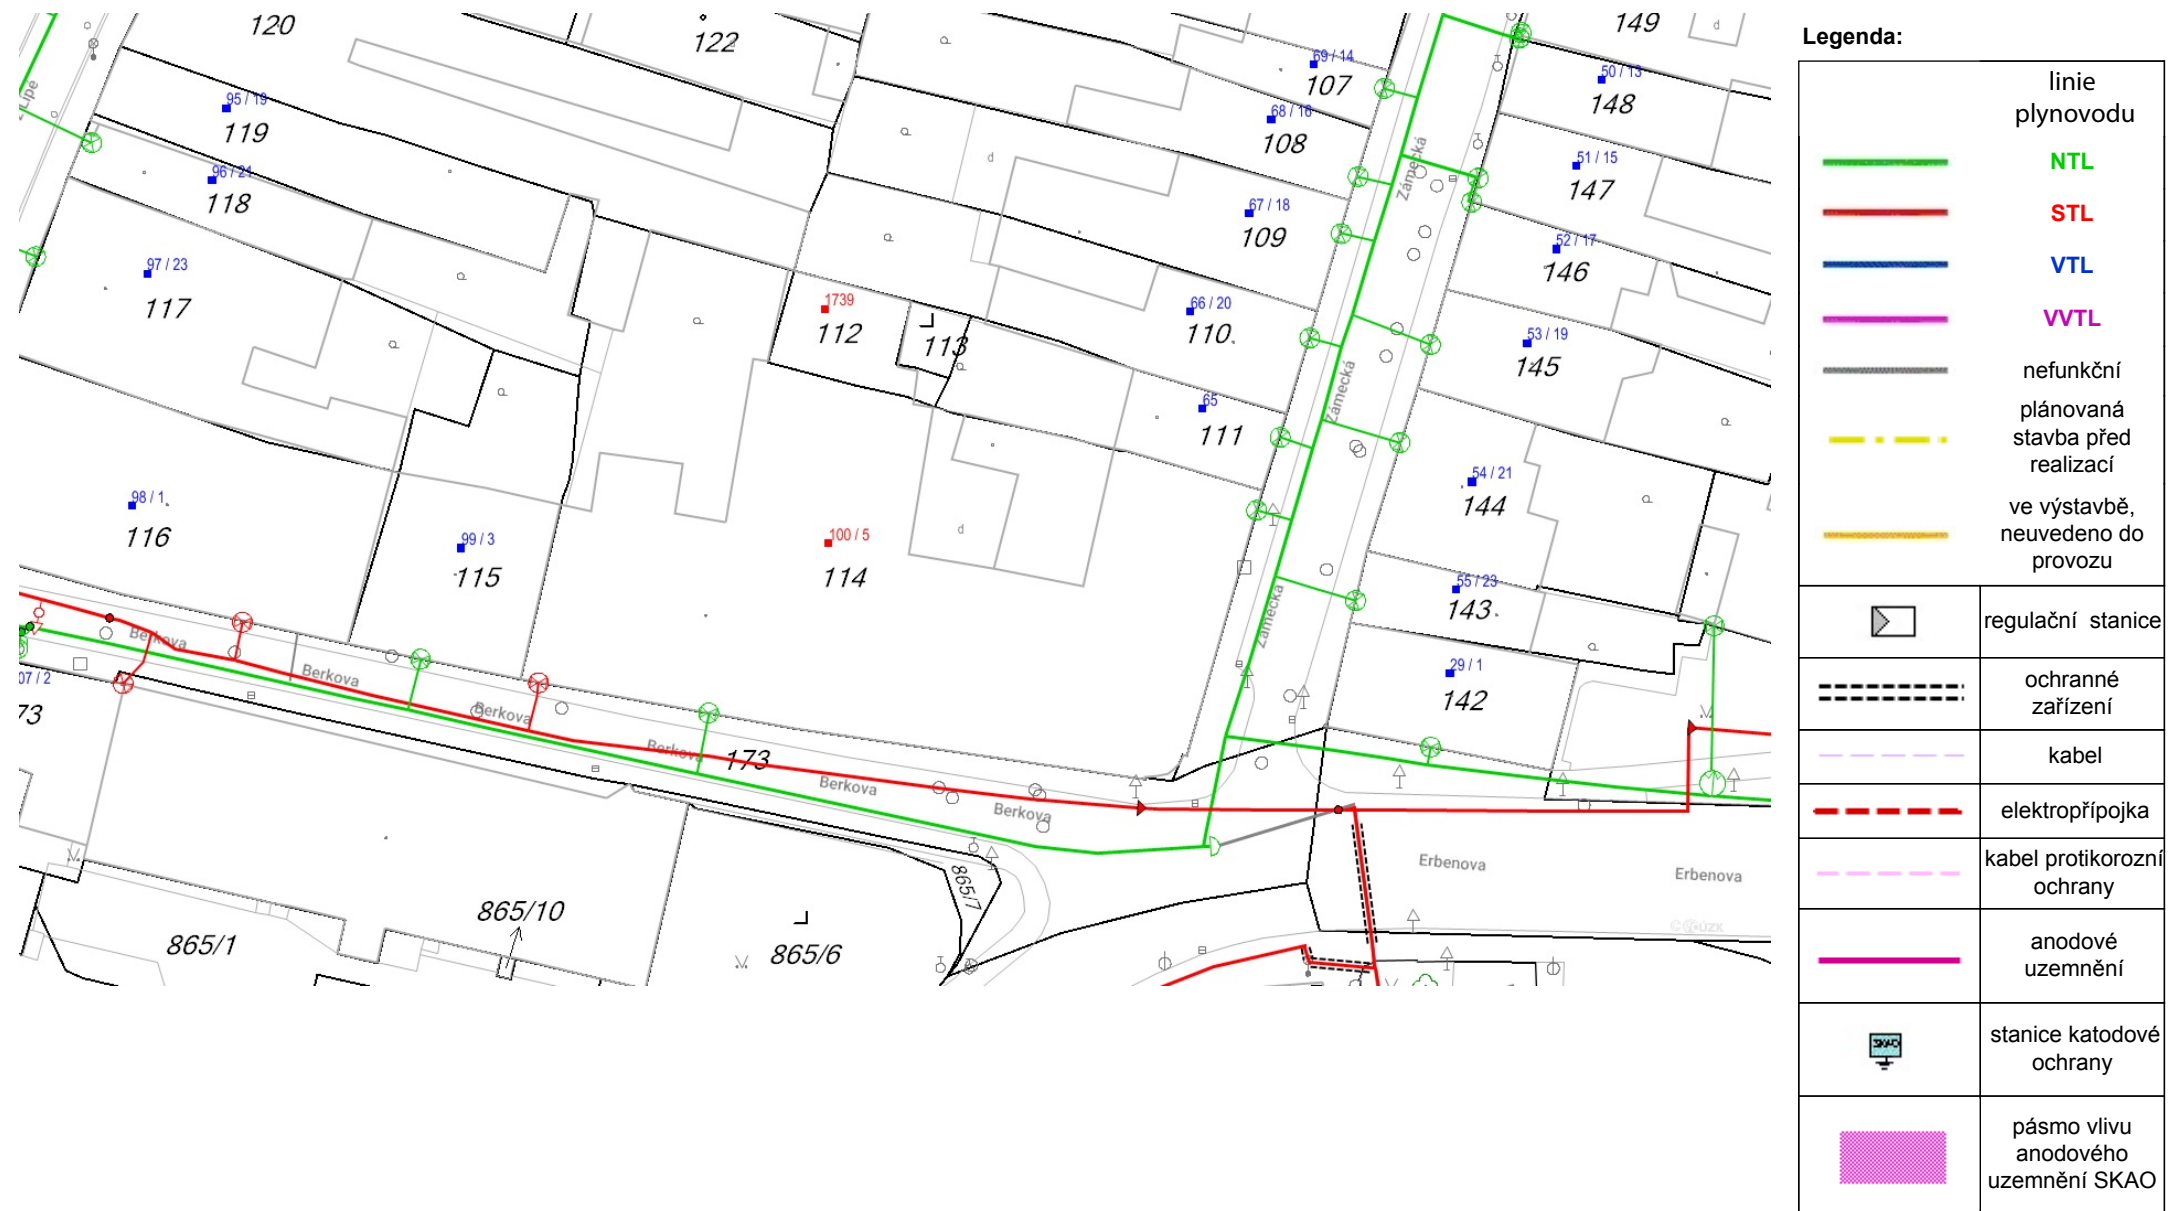 120
122
149
Legenda:
69 / 14
107
50 / 13
148
95 / 19
119
68 / 16
108
51 / 15
147
96 / 21
118
67 / 18
109
52 / 17
146
97 / 23
117
1739
112
113
66 / 20
110
53 / 19
145
65
111
98 / 1
116
99 / 3
115
100 / 5
114
54 / 21
144
55 / 23
143
29 / 1
142
Zámecká
Zámecká
Zámecká
Berkova
Berkova
Berkova
Berkova
Berkova
Berkova
173
07 / 2
73
Erbenova
Erbenova
865/7
865/10
865/1
865/6
linie
plynovodu
NTL
STL
VTL
VVTL
nefunkční
plánovaná
stavba před
realizací
ve výstavbě,
neuvedeno do
provozu
regulační stanice
ochranné
zařízení
kabel
elektropřípojka
kabel protikorozní
ochrany
anodové
uzemnění
SKAO
stanice katodové
ochrany
pásmo vlivu
anodového
uzemnění SKAO